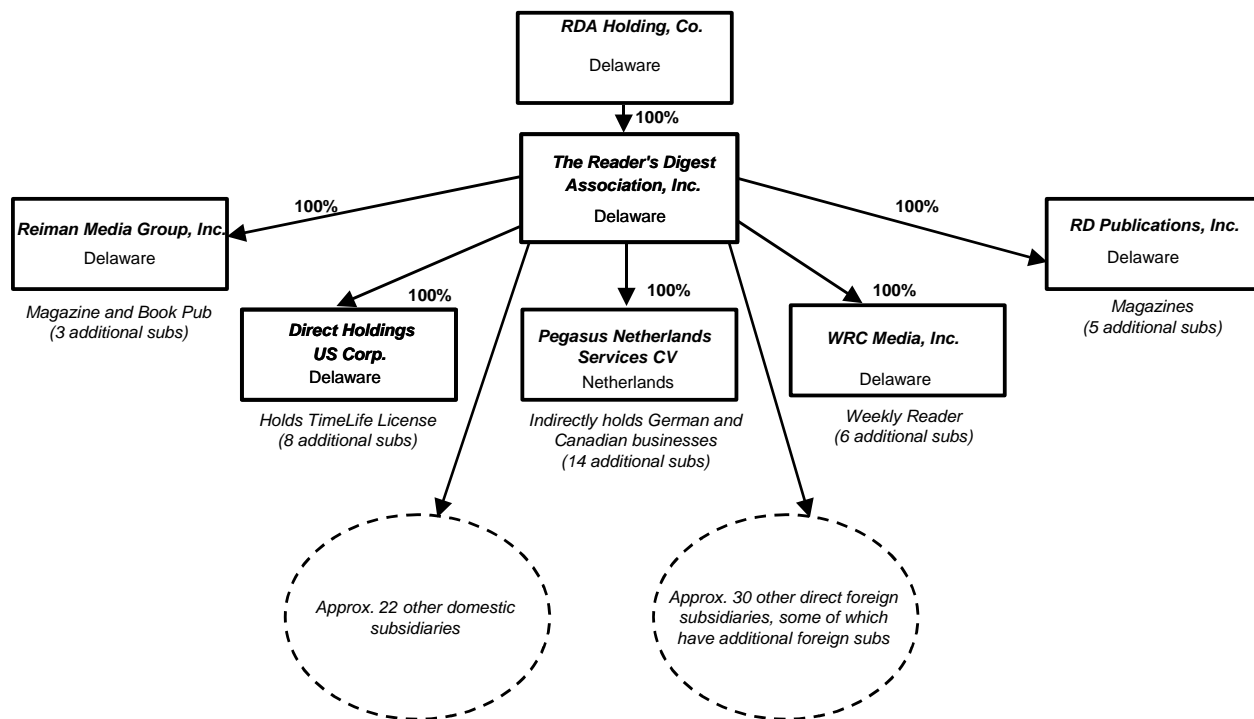 RDA Holding, Co.
Delaware
100%
The Reader's Digest
Association, Inc.
Delaware
100%
Reiman Media Group, Inc.
Delaware
Magazine and Book Pub
(3 additional subs)
100%
RD Publications, Inc.
Delaware
Magazines
(5 additional subs)
100%
Direct Holdings
US Corp.
Delaware
Holds TimeLife License
(8 additional subs)
100%
Pegasus Netherlands
Services CV
Netherlands
Indirectly holds German and
Canadian businesses
(14 additional subs)
100%
WRC Media, Inc.
Delaware
Weekly Reader
(6 additional subs)
Approx. 22 other domestic
subsidiaries
Approx. 30 other direct foreign
subsidiaries, some of which
have additional foreign subs